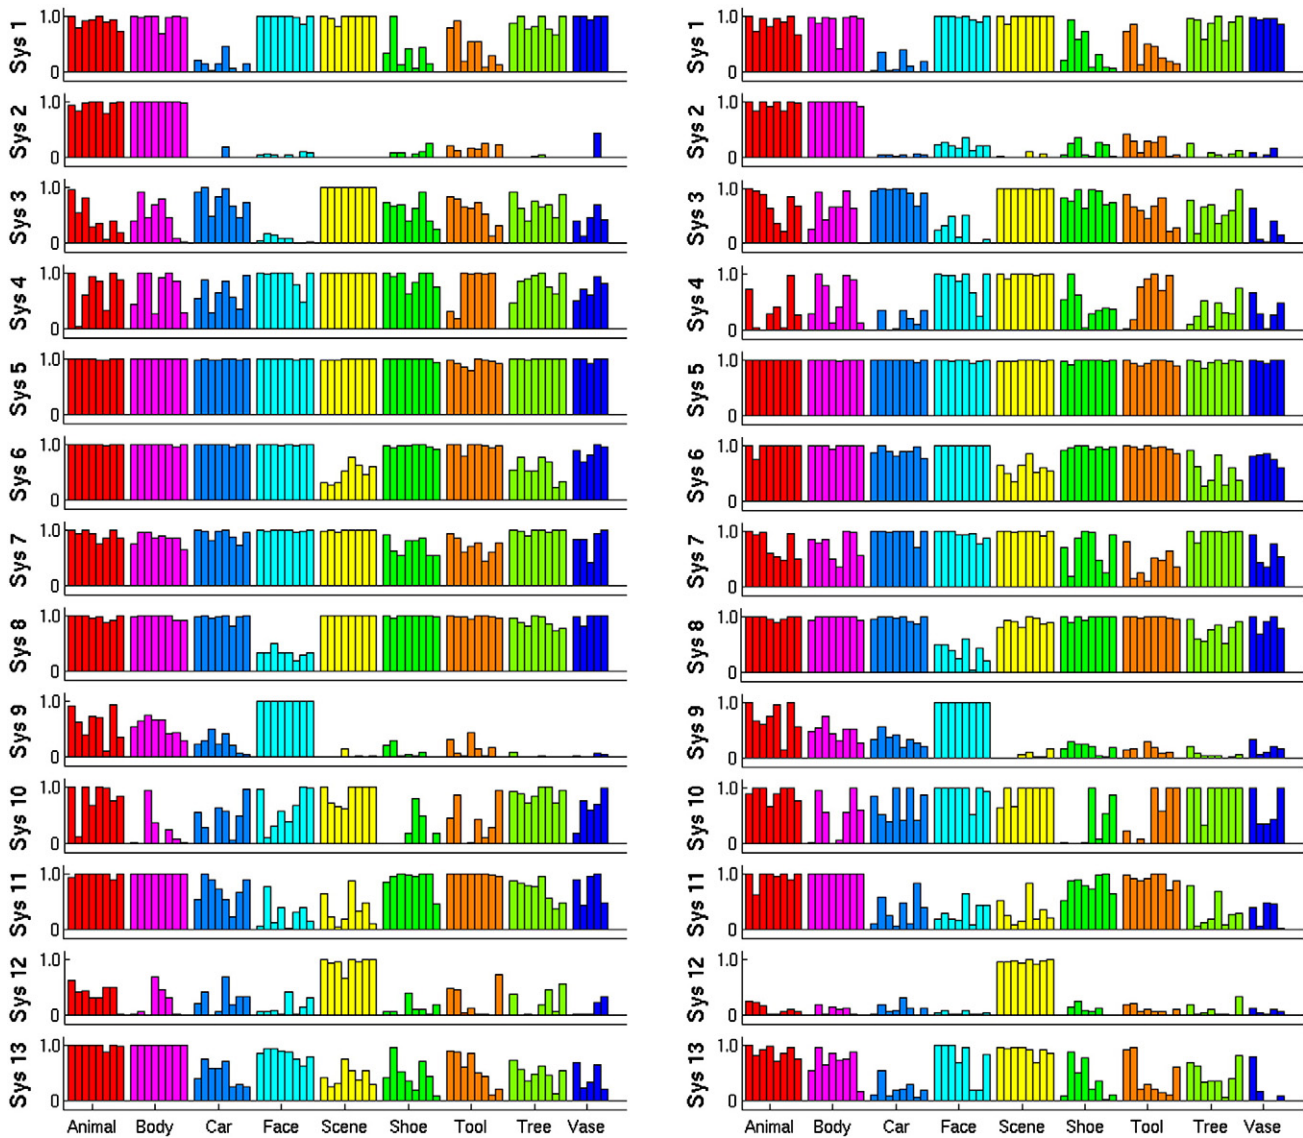 Sys 1 1.0 0 Sys 1 1.0 0
Sys 2 1.0 0 Sys 2 1.0 0
Sys 3 1.0 0 Sys 3 1.0 0
Sys 4 1.0 0 Sys 4 1.0 0
Sys 5 1.0 0 Sys 5 1.0 0
Sys 6 1.0 0 Sys 6 1.0 0
Sys 7 1.0 0 Sys 7 1.0 0
Sys 8 1.0 0 Sys 8 1.0 0
Sys 9 1.0 0 Sys 9 1.0 0
Sys 10 1.0 0 Sys 10 1.0 0
Sys 11 1.0 0 Sys 11 1.0 0
Sys 12 1.0 0 Sys 12 1.0 0
Sys 13 1.0 0 Sys 13 1.0 0
Animal Body Car Face Scene Shoe Tool Tree Vase Animal Body Car Face Scene Shoe Tool Tree Vase